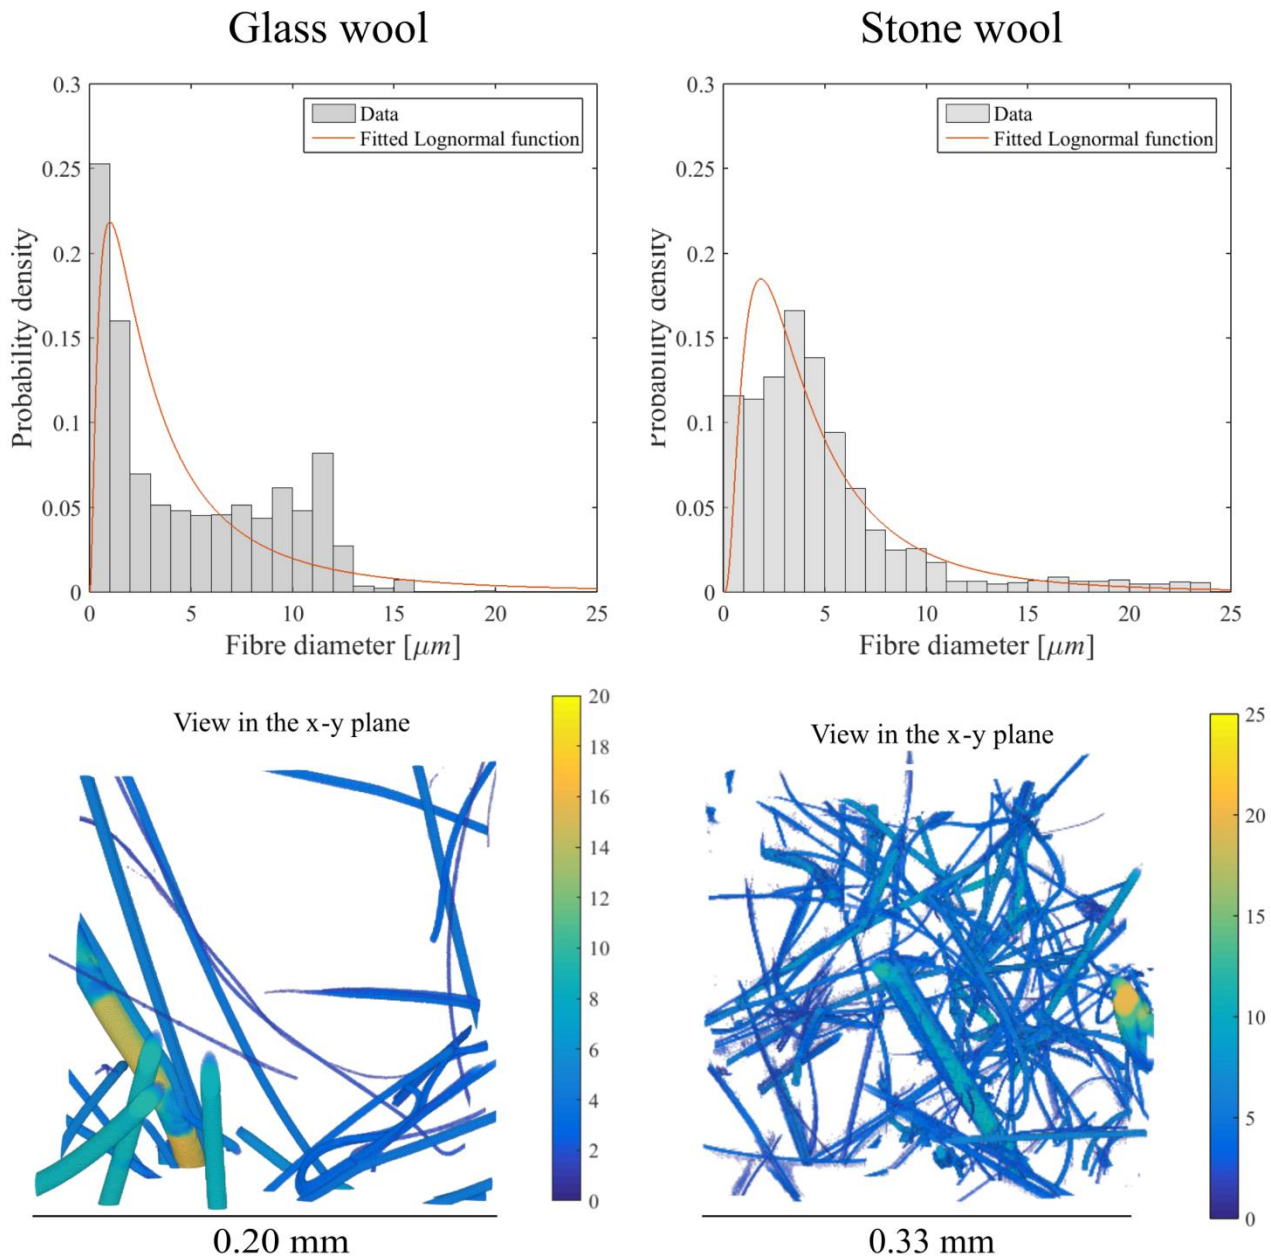 Glass wool
Stone wool
0.3
0.25
0.2
0.15
0.1
0.05
0
Probability density
Data
Fitted Lognormal function
0 5 10 15 20 25
Fibre diameter [μm]
0.3
0.25
0.2
0.15
0.1
0.05
0
Probability density
Data
Fitted Lognormal function
0 5 10 15 20 25
Fibre diameter [μm]
View in the x-y plane
20
18
16
14
12
10
8
6
4
2
0
0.20 mm
View in the x-y plane
25
20
15
10
5
0
0.33 mm